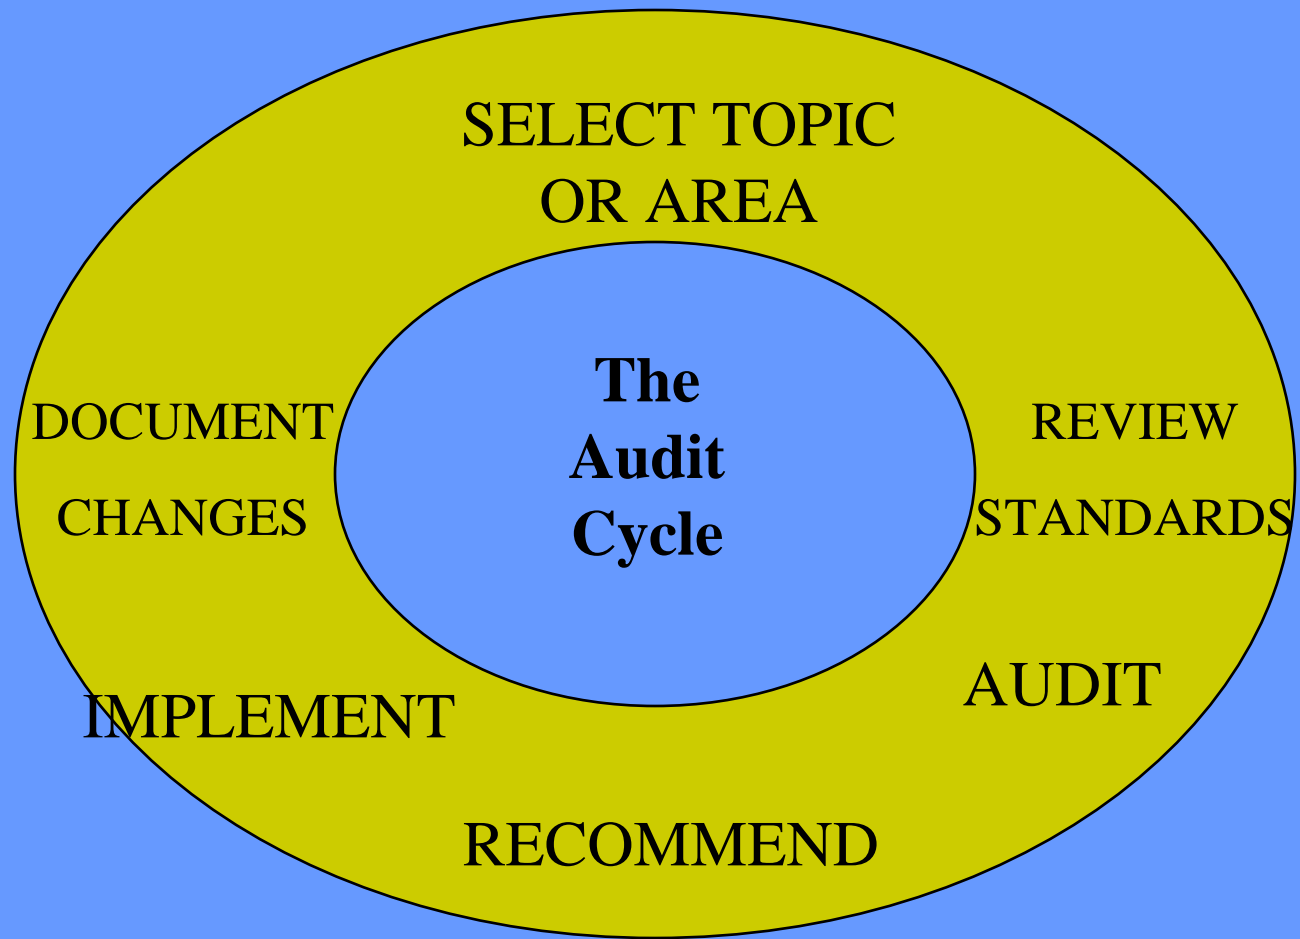 SELECT TOPIC
OR AREA
The
Audit
Cycle
DOCUMENT
CHANGES
REVIEW
STANDARDS
IMPLEMENT
AUDIT
RECOMMEND